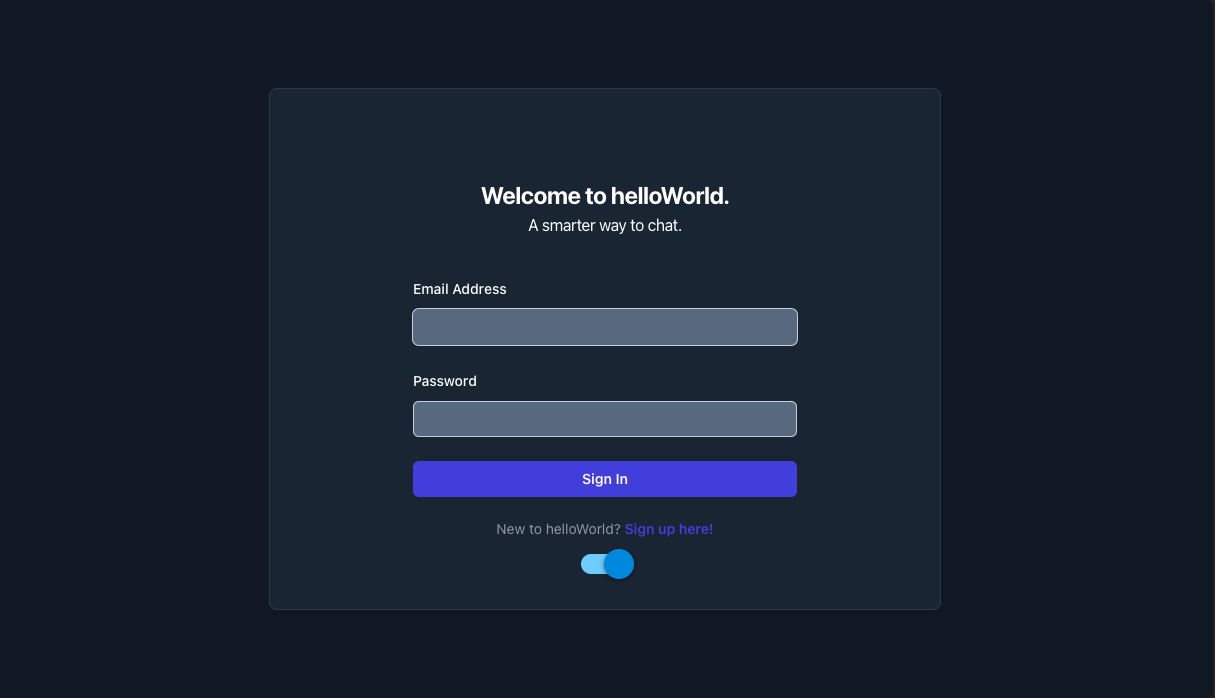 Welcome to helloWorld.
A smarter way to chat.
Email Address
Password
Sign In
New to helloWorld? Sign up here!